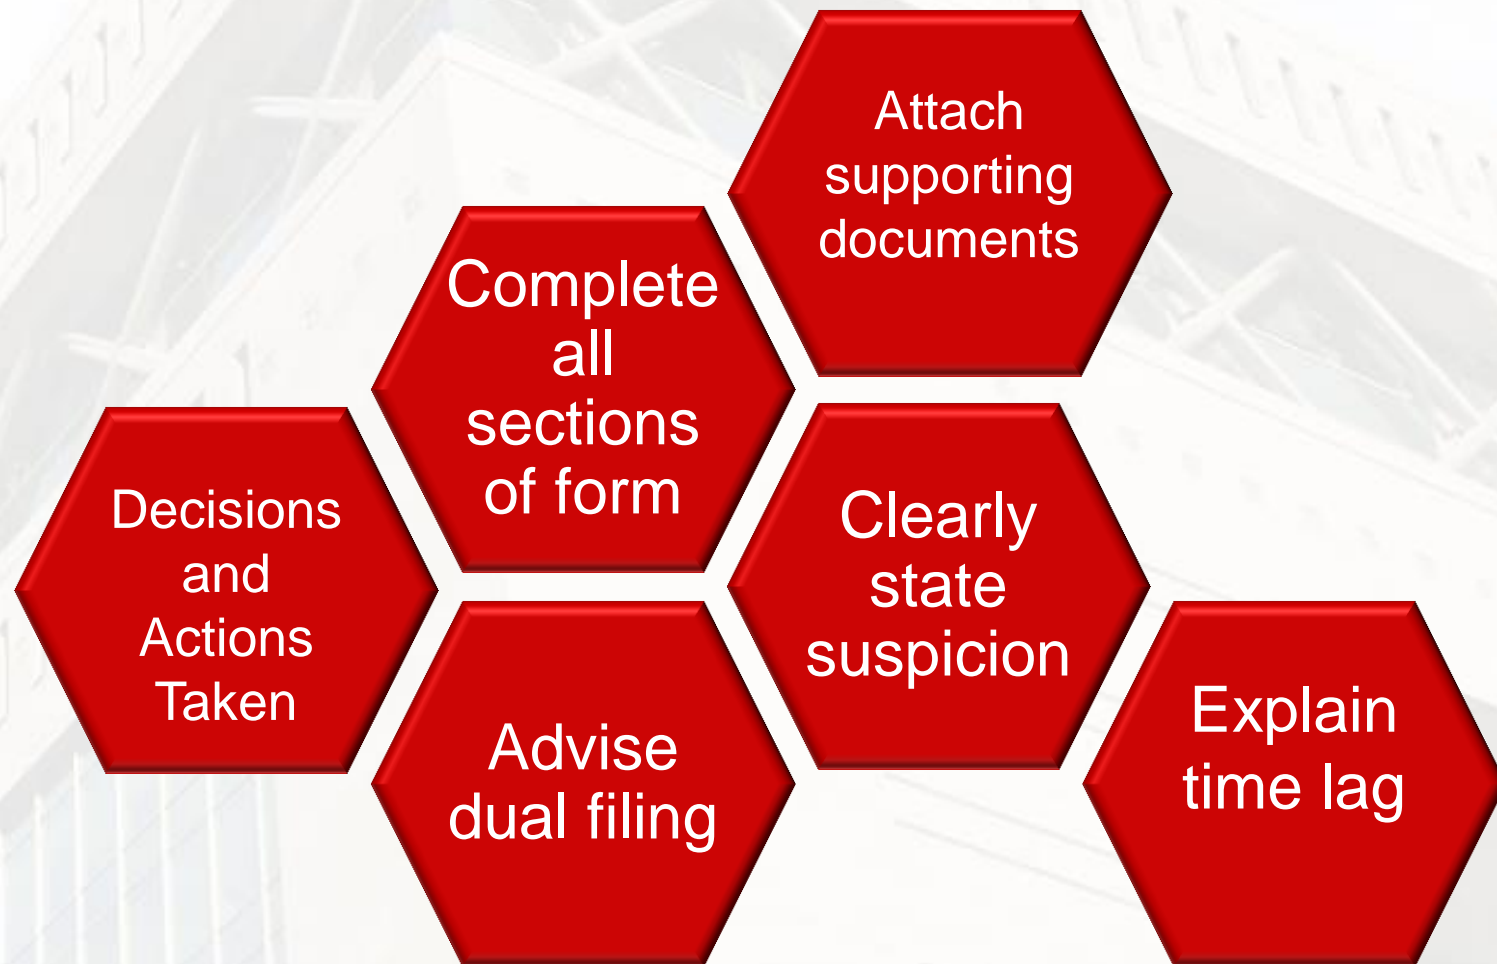 Attach
supporting
documents
Complete
all
sections
of form
Decisions
and
Actions
Taken
Clearly
state
suspicion
Advise
dual filing
Explain
time lag